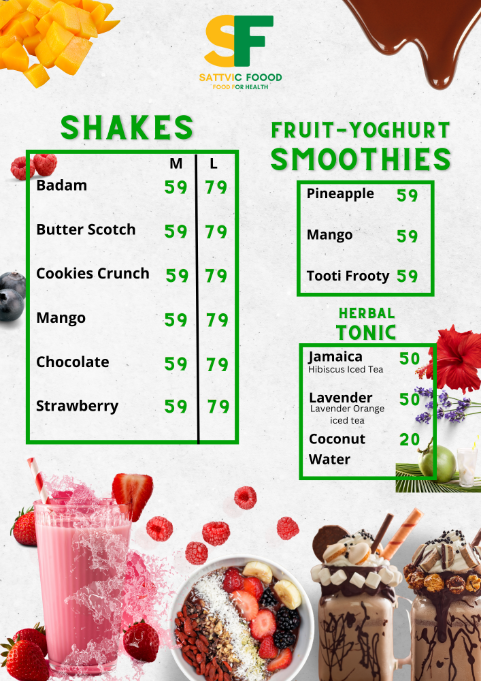 SF
SATTVIC FOOOD
FOOD FOR HEALTH
SHAKES
M L
Badam 59 79
Butter Scotch 59 79
Cookies Crunch 59 79
Mango 59 79
Chocolate 59 79
Strawberry 59 79
FRUIT-YOGHURT
SMOOTHIES
Pineapple 59
Mango 59
Tooti Frooty 59
HERBAL
TONIC
Jamaica 50
Hibiscus Iced Tea
Lavender 50
Lavender Orange
iced tea
Coconut 20
Water